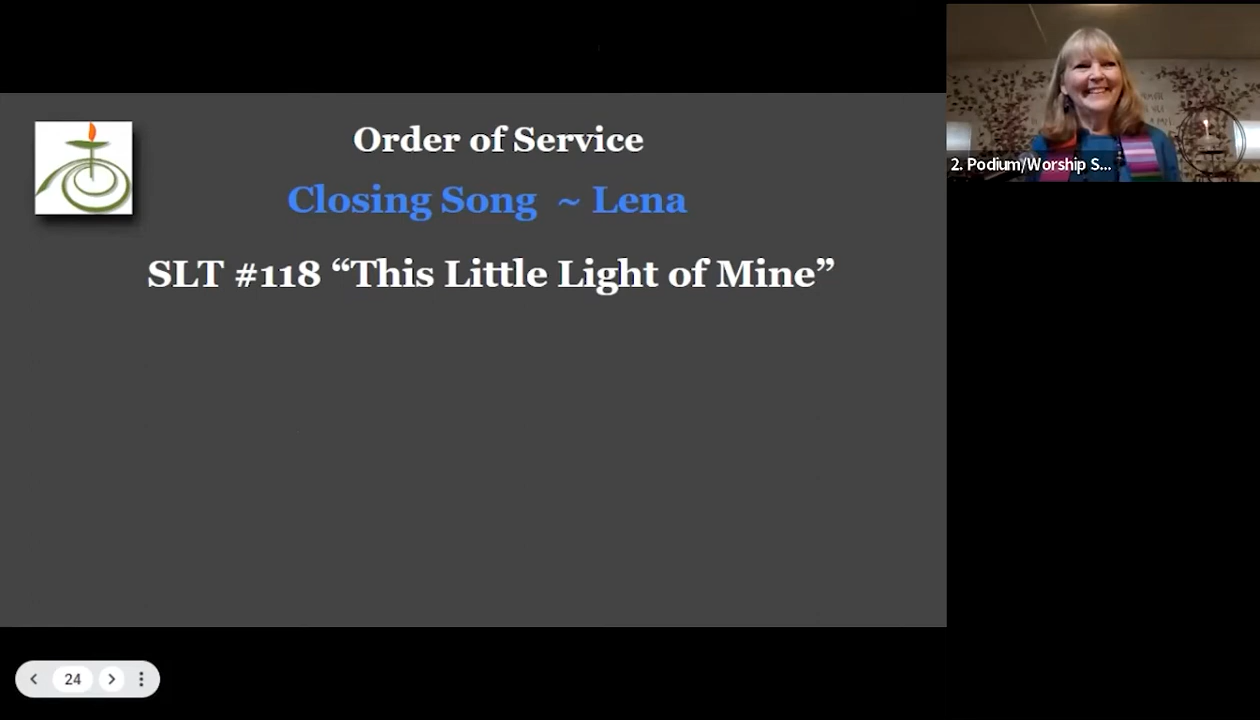 Order of Service
Closing Song ~ Lena
SLT #118 “This Little Light of Mine”
2. Podium/Worship S...
24